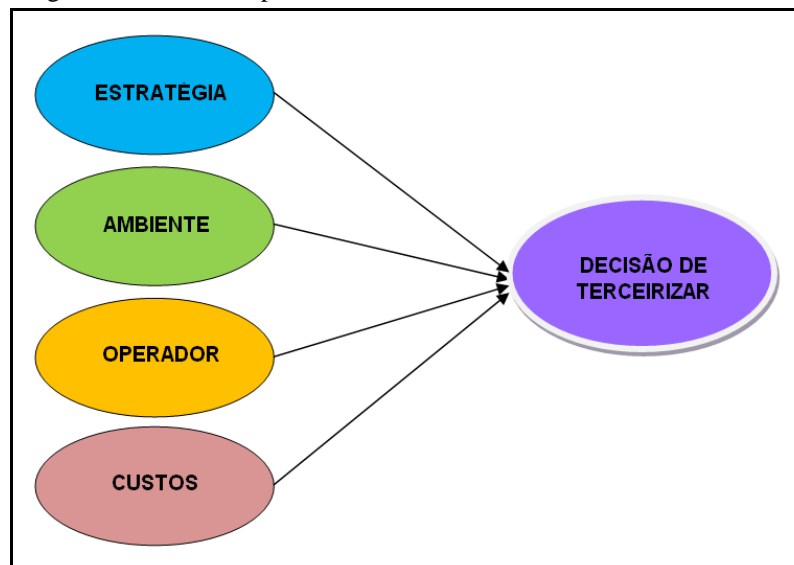 ESTRATÉGIA
AMBIENTE
OPERADOR
CUSTOS
DECISÃO DE
TERCEIRIZAR